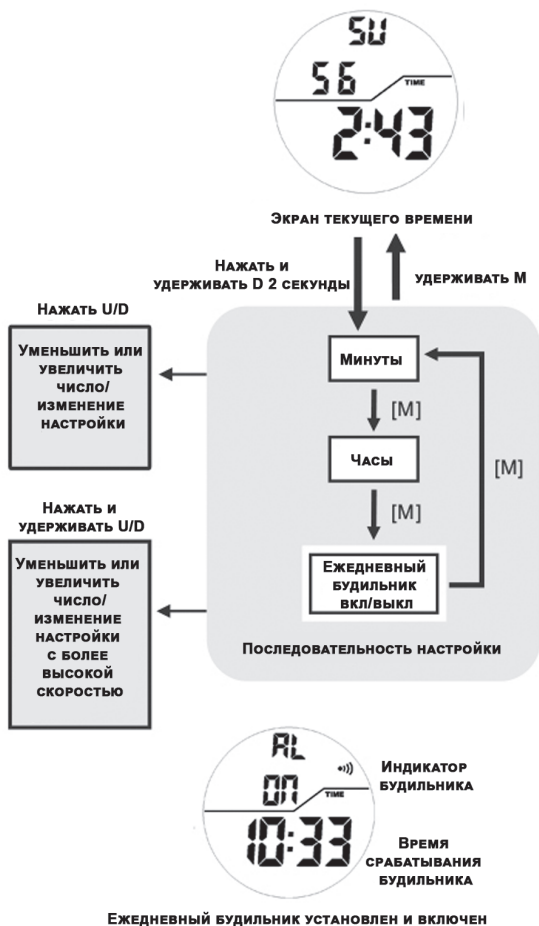 SU
56
TIME
2:43
Экран текущего времени
Нажать и
удерживать D 2 секунды
удерживать M
Нажать U/D
Уменьшить или
увеличить
число/
изменение
настройки
Минуты
[M]
Часы
[M]
[M]
Нажать и
удерживать U/D
Уменьшить или
увеличить
число/
изменение
настройки
с более
высокой
скоростью
Ежедневный
будильник
вкл/выкл
Последовательность настройки
AL
ON
TIME
10:33
Индикатор
будильника
Время
срабатывания
будильника
Ежедневный будильник установлен и включен